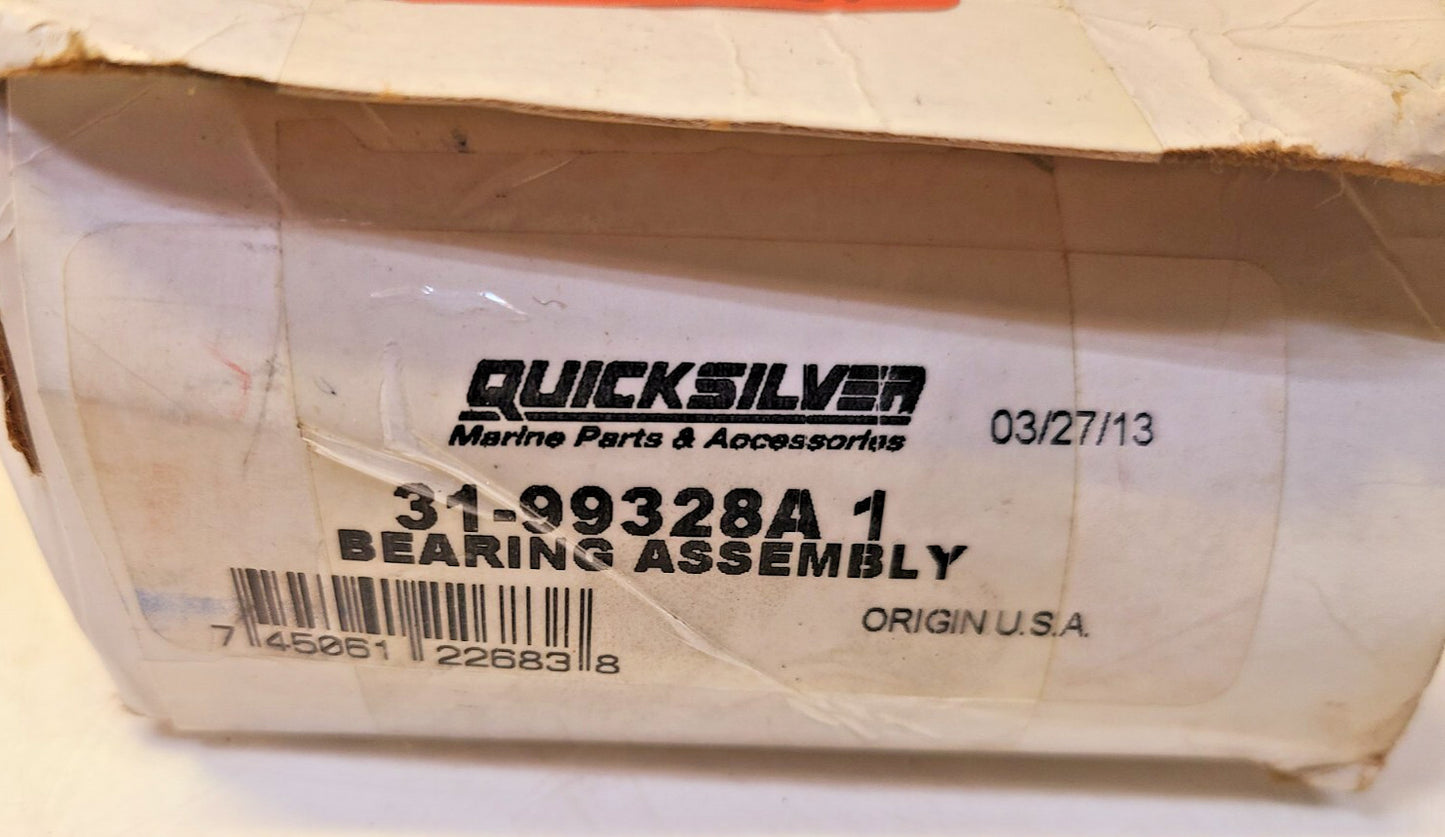 QUICKSILVER
Marine Parts & Accessories
03/27/13
31-99328A 1
BEARING ASSEMBLY
ORIGIN U.S.A.
7 45061 22683 8